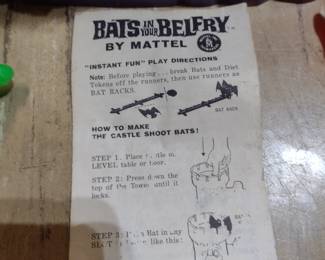 BATS IN YOUR BELFRY
BY MATTEL
"INSTANT FUN" PLAY DIRECTIONS
Note: Before playing... break Bats and Diet
Tokens off the runners, then use runners as
BAT RACKS.
BAT RACK
HOW TO MAKE
THE CASTLE SHOOT BATS!
STEP 1. Place
LEVEL table or floor.
STEP 2: Press down the
top of the Tower until it
locks.
STEP 3: Bat in any
like this: